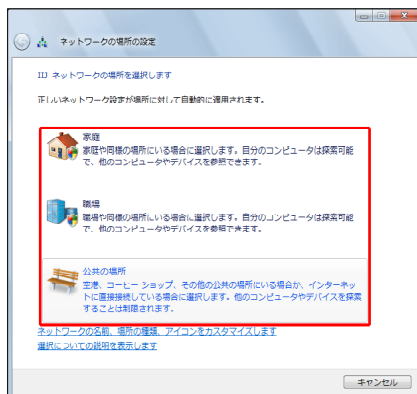 ネットワークの場所の設定
ID ネットワークの場所を選択します
正しいネットワーク設定が場所に対して自動的に適用されます。
家庭
家庭や同様の場所にいる場合に選択します。自分のコンピュータは探索可能
で、他のコンピュータやデバイスを参照できます。
職場
職場や同様の場所にいる場合に選択します。自分のコンピュータは探索可能
で、他のコンピュータやデバイスを参照できます。
公共の場所
空港、コーヒー ショップ、その他の公共の場所にいる場合か、インターネッ
トに直接接続している場合に選択します。他のコンピュータやデバイスを探索
することは制限されます。
ネットワークの名前、場所の種類、アイコンをカスタマイズします
選択についての説明を表示します
キャンセル